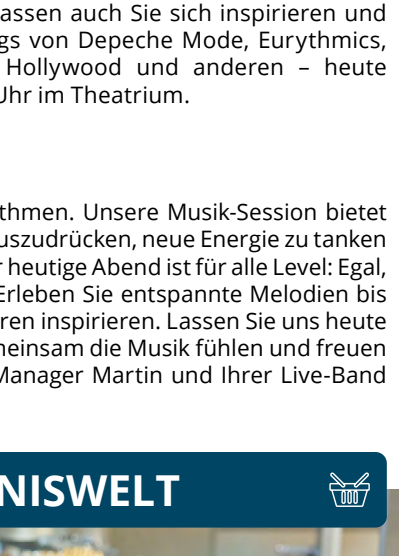 assen auch Sie sich inspirieren und
gs von Depeche Mode, Eurythmics,
Hollywood und anderen – heute
Uhr im Theatrium.
thmen. Unsere Musik-Session bietet
uszudrücken, neue Energie zu tanken
r heutige Abend ist für alle Level: Egal,
Erleben Sie entspannte Melodien bis
ren inspirieren. Lassen Sie uns heute
meinsam die Musik fühlen und freuen
Manager Martin und Ihrer Live-Band
NISWELT